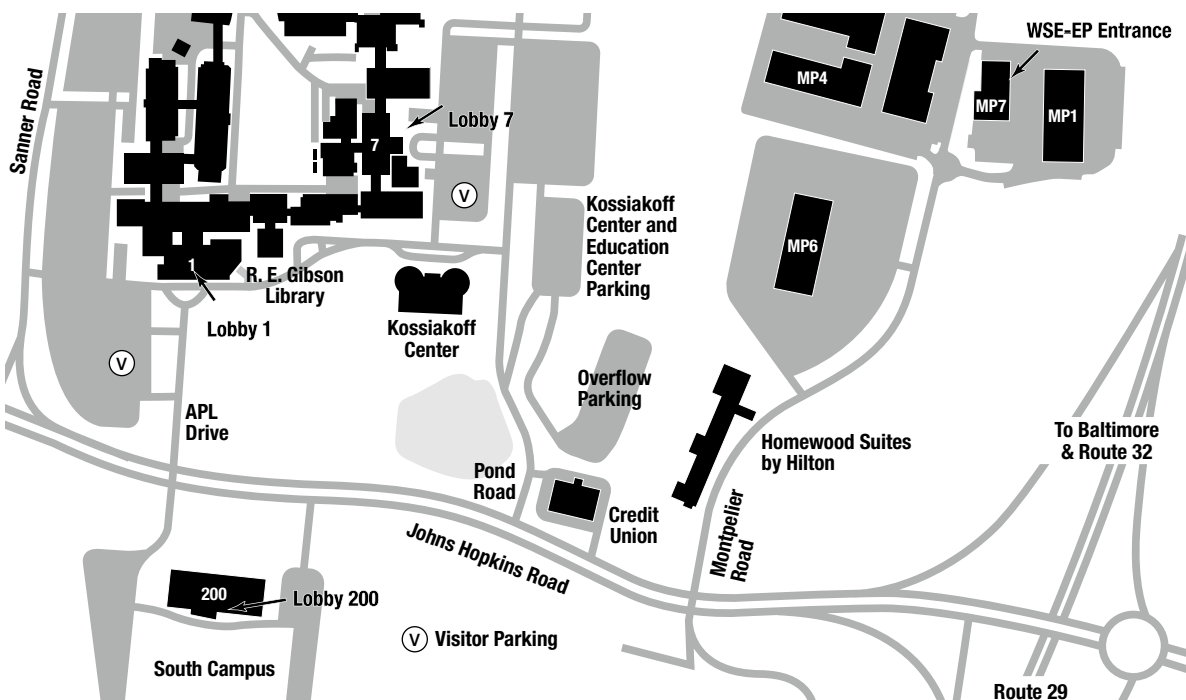 WSE-EP Entrance
MP4
MP7
MP1
Sanner Road
Lobby 7
7
V
Kossiakoff
Center and
Education
Center
Parking
MP6
1
R. E. Gibson
Library
Lobby 1
Kossiakoff
Center
V
Overflow
Parking
APL
Drive
To Baltimore
& Route 32
Homewood Suites
by Hilton
Pond
Road
Credit
Union
Montpelier
Road
Johns Hopkins Road
200
Lobby 200
V Visitor Parking
South Campus
Route 29